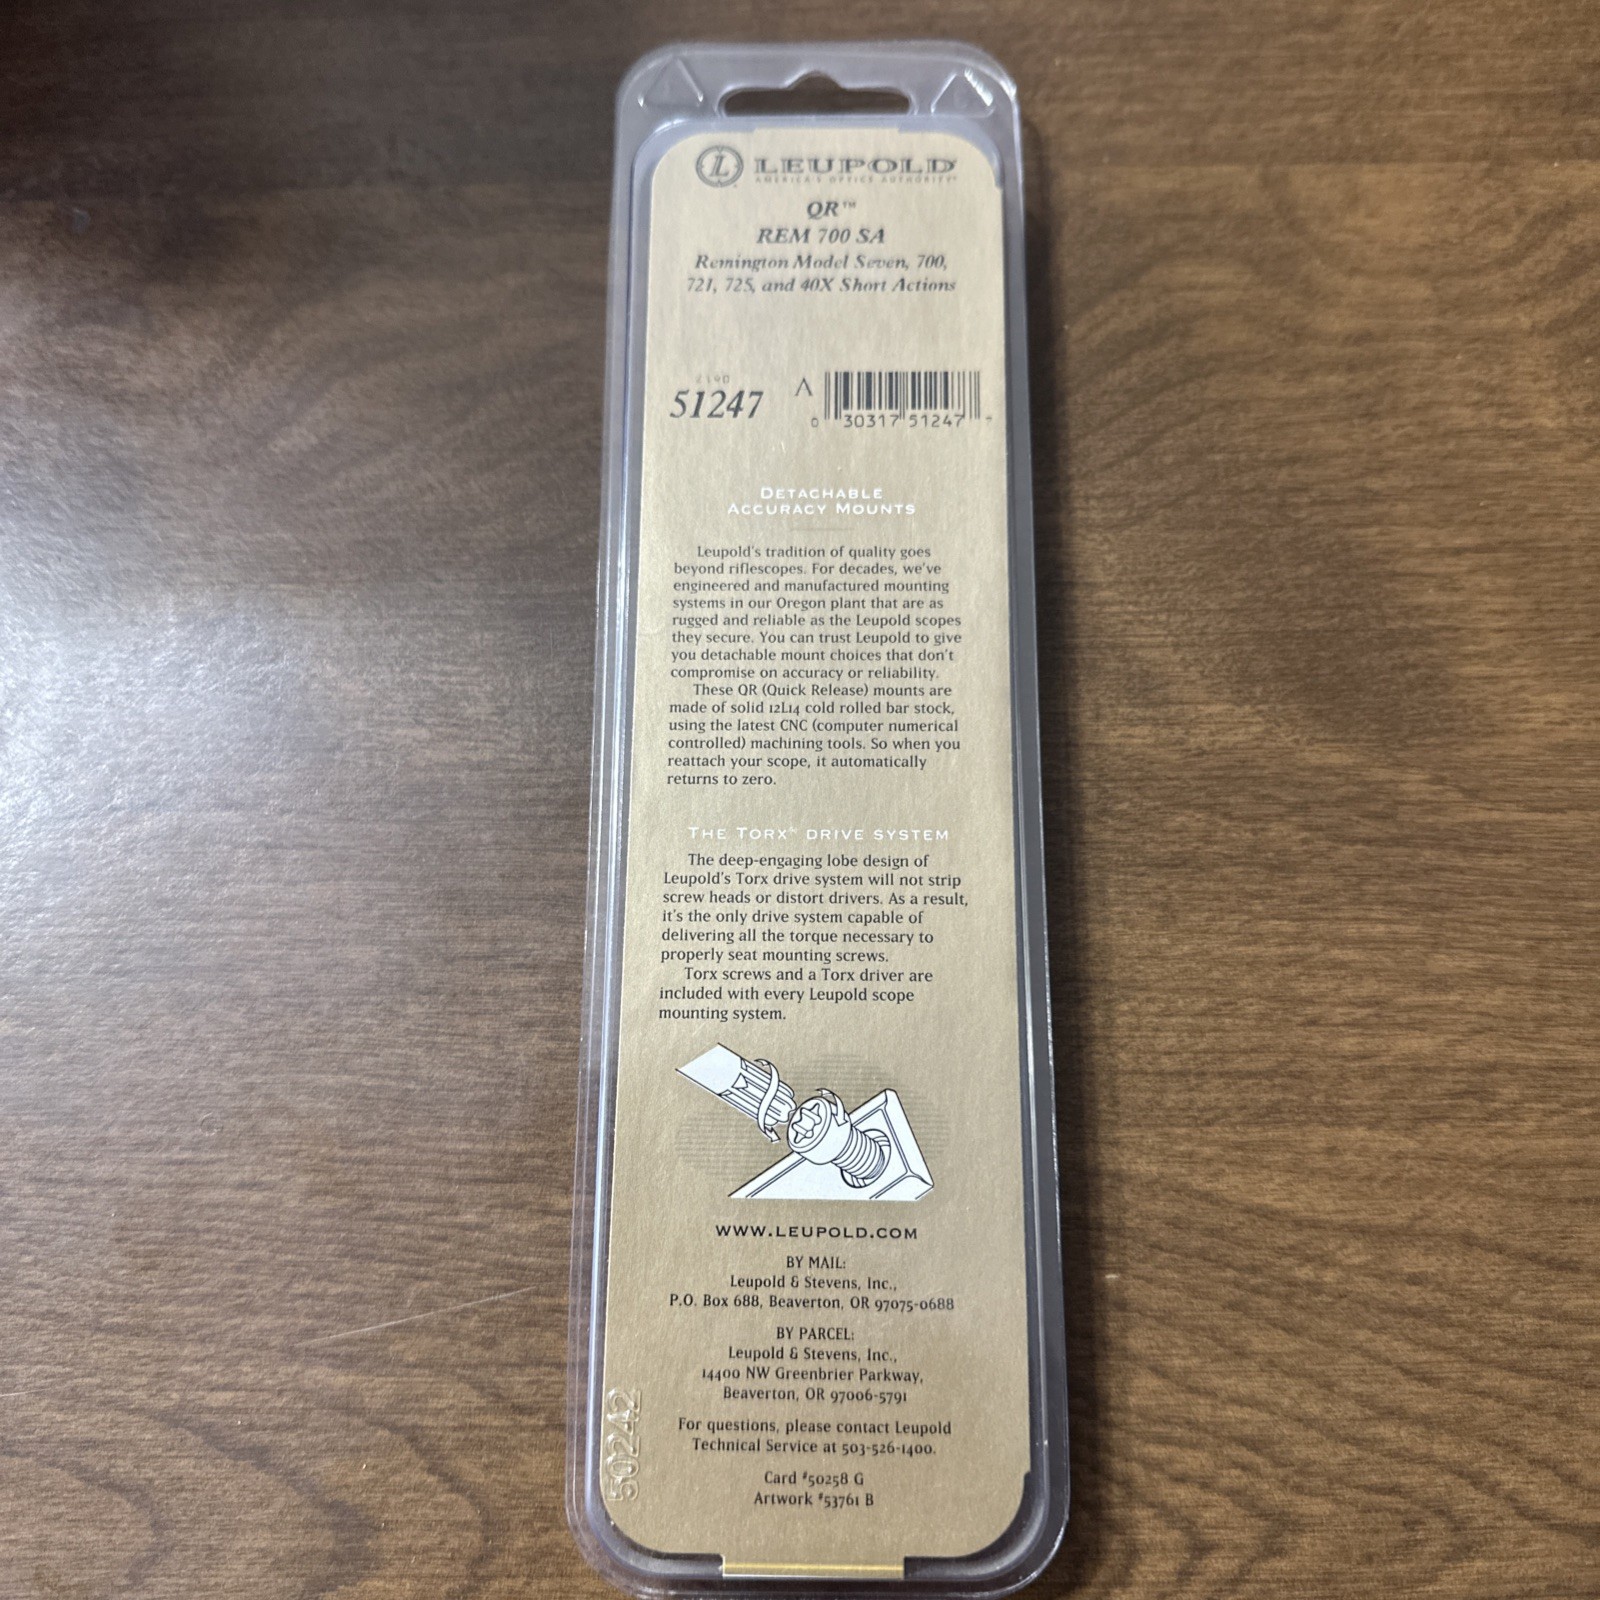 LEUPOLD
AMERICA'S OPTICS AUTHORITY
QR™
REM 700 SA
Remington Model Seven, 700,
721, 725, and 40X Short Actions
51247
A
0 30317 51247
DETACHABLE
ACCURACY MOUNTS
Leupold's tradition of quality goes
beyond riflescopes. For decades, we've
engineered and manufactured mounting
systems in our Oregon plant that are as
rugged and reliable as the Leupold scopes
they secure. You can trust Leupold to give
you detachable mount choices that don't
compromise on accuracy or reliability.
These QR (Quick Release) mounts are
made of solid 12L14 cold rolled bar stock,
using the latest CNC (computer numerical
controlled) machining tools. So when you
reattach your scope, it automatically
returns to zero.
THE TORX DRIVE SYSTEM
The deep-engaging lobe design of
Leupold's Torx drive system will not strip
screw heads or distort drivers. As a result,
it's the only drive system capable of
delivering all the torque necessary to
properly seat mounting screws.
Torx screws and a Torx driver are
included with every Leupold scope
mounting system.
WWW.LEUPOLD.COM
BY MAIL:
Leupold & Stevens, Inc.,
P.O. Box 688, Beaverton, OR 97075-0688
BY PARCEL:
Leupold & Stevens, Inc.,
14400 NW Greenbrier Parkway,
Beaverton, OR 97006-5791
For questions, please contact Leupold
Technical Service at 503-526-1400.
Card #50258 G
Artwork #53761 B
50242